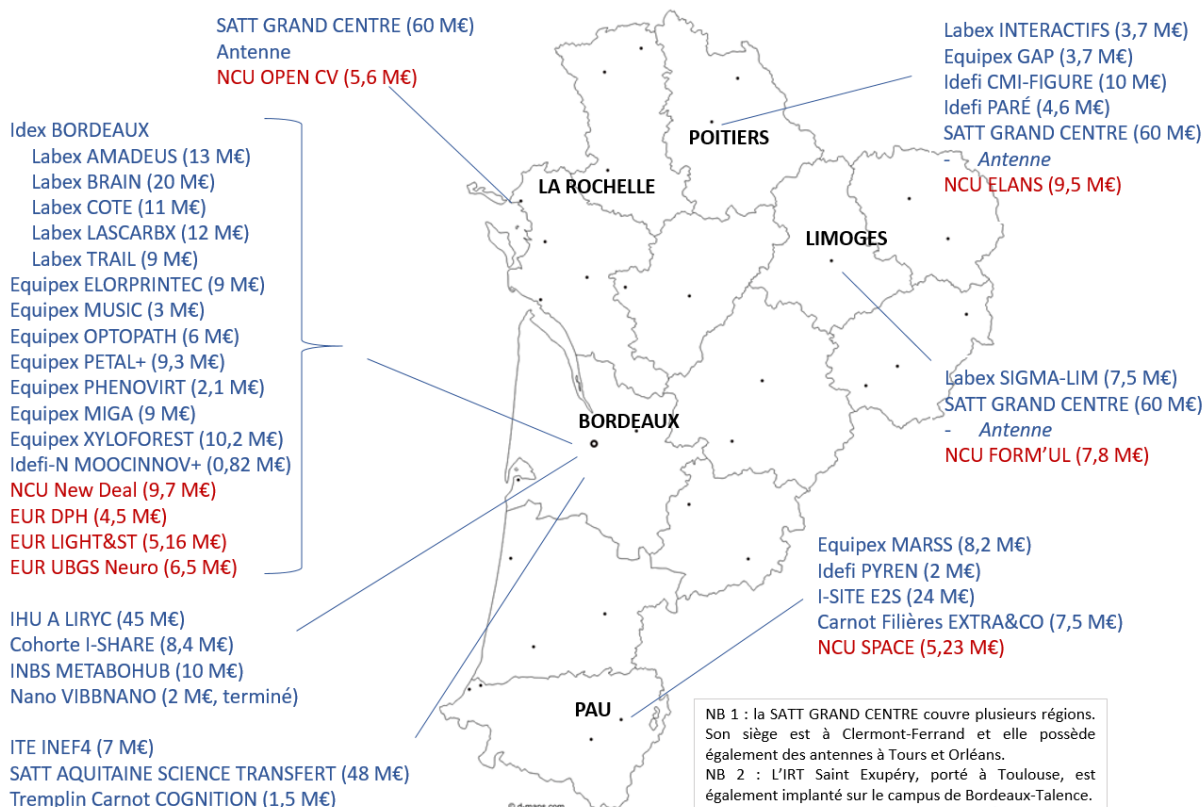 SATT GRAND CENTRE (60 M€)
Antenne
NCU OPEN CV (5,6 M€)
Labex INTERACTIFS (3,7 M€)
Equipex GAP (3,7 M€)
Idefi CMI-FIGURE (10 M€)
Idefi PARÉ (4,6 M€)
SATT GRAND CENTRE (60 M€)
- Antenne
NCU ELANS (9,5 M€)
Idex BORDEAUX
Labex AMADEUS (13 M€)
Labex BRAIN (20 M€)
Labex COTE (11 M€)
Labex LASCARBX (12 M€)
Labex TRAIL (9 M€)
Equipex ELORPRINTEC (9 M€)
Equipex MUSIC (3 M€)
Equipex OPTOPATH (6 M€)
Equipex PETAL+ (9,3 M€)
Equipex PHENOVIRT (2,1 M€)
Equipex MIGA (9 M€)
Equipex XYLOFOREST (10,2 M€)
Idefi-N MOOCINNOV+ (0,82 M€)
NCU New Deal (9,7 M€)
EUR DPH (4,5 M€)
EUR LIGHT&ST (5,16 M€)
EUR UBGS Neuro (6,5 M€)
POITIERS
LA ROCHELLE
LIMOGES
BORDEAUX
PAU
Labex SIGMA-LIM (7,5 M€)
SATT GRAND CENTRE (60 M€)
- Antenne
NCU FORM'UL (7,8 M€)
Equipex MARSS (8,2 M€)
Idefi PYREN (2 M€)
I-SITE E2S (24 M€)
Carnot Filières EXTRA&CO (7,5 M€)
NCU SPACE (5,23 M€)
IHU A LIRYC (45 M€)
Cohorte I-SHARE (8,4 M€)
INBS METABOHUB (10 M€)
Nano VIBBNANO (2 M€, terminé)
ITE INEF4 (7 M€)
SATT AQUITAINE SCIENCE TRANSFERT (48 M€)
Tremplin Carnot COGNITION (1,5 M€)
NB 1 : la SATT GRAND CENTRE couvre plusieurs régions.
Son siège est à Clermont-Ferrand et elle possède
également des antennes à Tours et Orléans.
NB 2 : L'IRT Saint Exupéry, porté à Toulouse, est
également implanté sur le campus de Bordeaux-Talence.
© d-maps.com